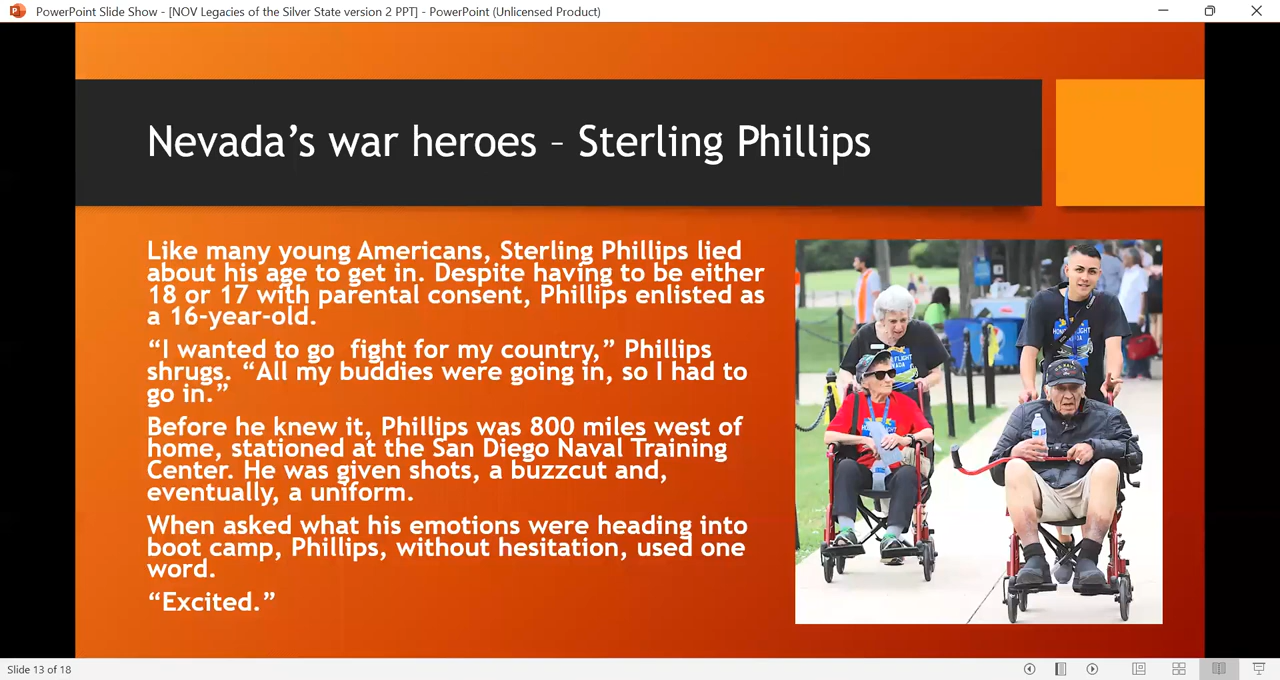 PowerPoint Slide Show - [NOV Legacies of the Silver State version 2 PPT] - PowerPoint (Unlicensed Product)
Nevada’s war heroes – Sterling Phillips
Like many young Americans, Sterling Phillips lied
about his age to get in. Despite having to be either
18 or 17 with parental consent, Phillips enlisted as
a 16-year-old.
“I wanted to go  fight for my country,” Phillips
shrugs. “All my buddies were going in, so I had to
go in.”
Before he knew it, Phillips was 800 miles west of
home, stationed at the San Diego Naval Training
Center. He was given shots, a buzzcut and,
eventually, a uniform.
When asked what his emotions were heading into
boot camp, Phillips, without hesitation, used one
word.
“Excited.”
Slide 13 of 18